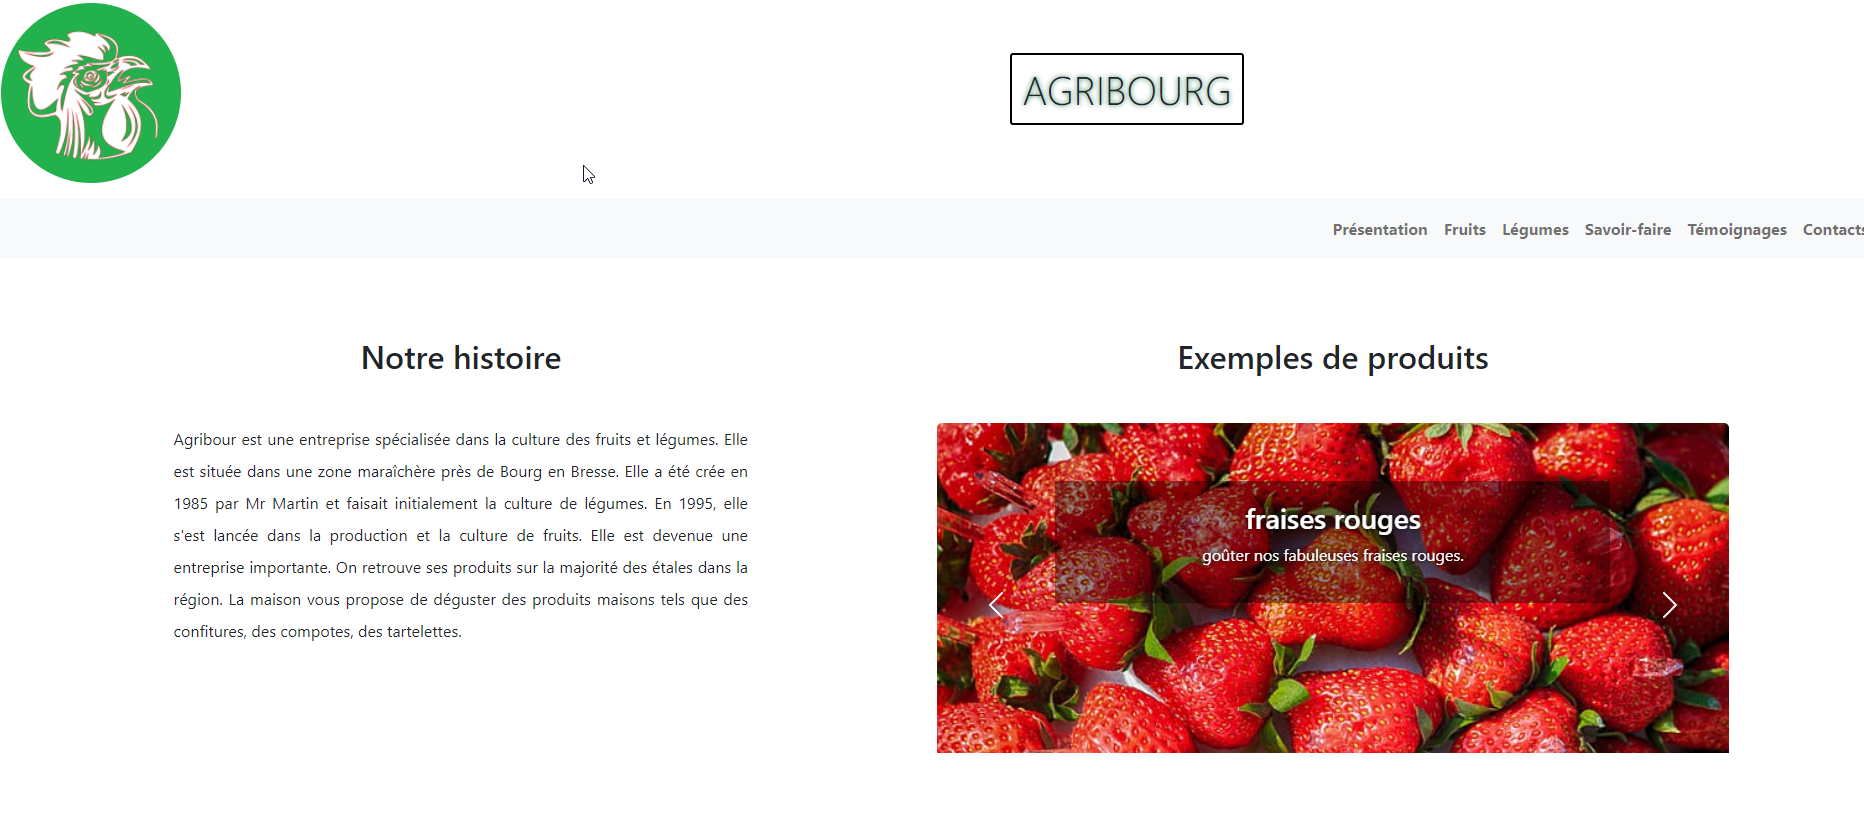 AGRIBOURG
Présentation Fruits Légumes Savoir-faire Témoignages Contacts
Notre histoire
Agribour est une entreprise spécialisée dans la culture des fruits et légumes. Elle
est située dans une zone maraîchère près de Bourg en Bresse. Elle a été crée en
1985 par Mr Martin et faisait initialement la culture de légumes. En 1995, elle
s'est lancée dans la production et la culture de fruits. Elle est devenue une
entreprise importante. On retrouve ses produits sur la majorité des étales dans la
région. La maison vous propose de déguster des produits maisons tels que des
confitures, des compotes, des tartelettes.
Exemples de produits
fraises rouges
goûter nos fabuleuses fraises rouges.